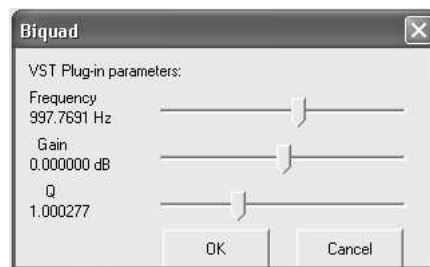 Biquad
VST Plug-in parameters:
Frequency
997.7691 Hz
Gain
0.000000 dB
Q
1.000277
OK
Cancel